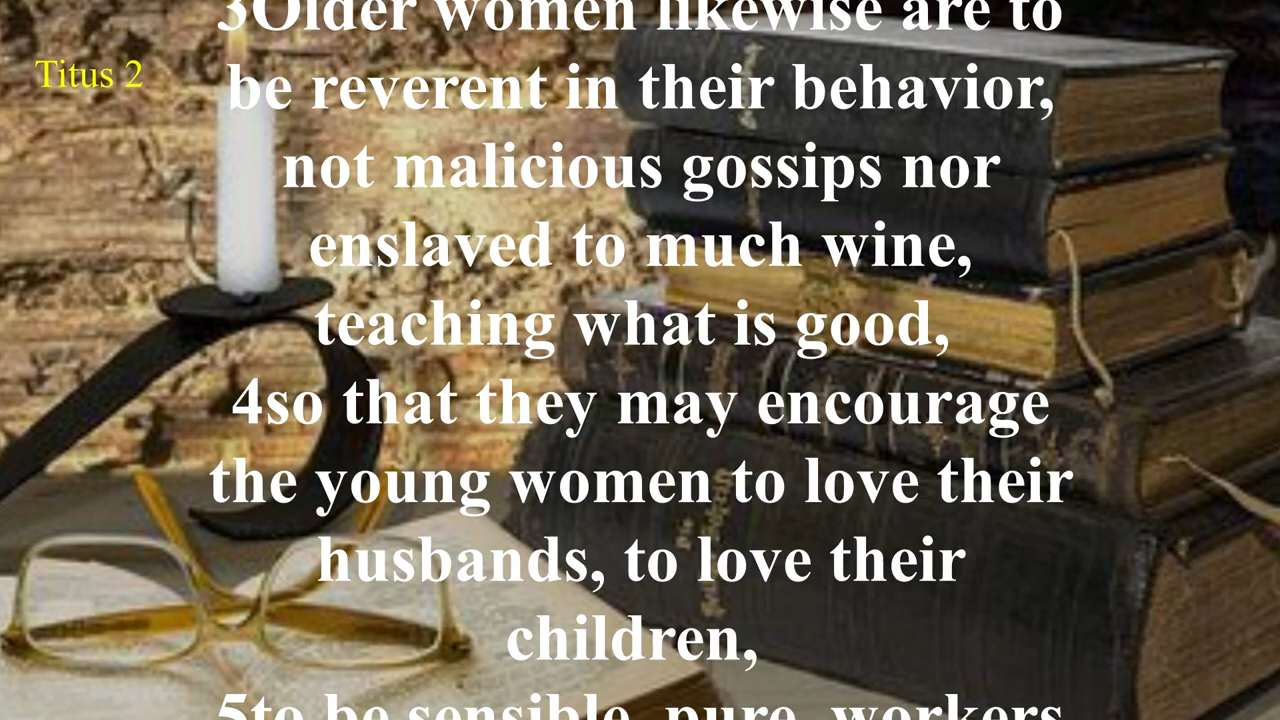 3Older women likewise are to
Titus 2
be reverent in their behavior,
not malicious gossips nor
enslaved to much wine,
teaching what is good,
4so that they may encourage
the young women to love their
husbands, to love their
children,
5to be sensible, pure, workers